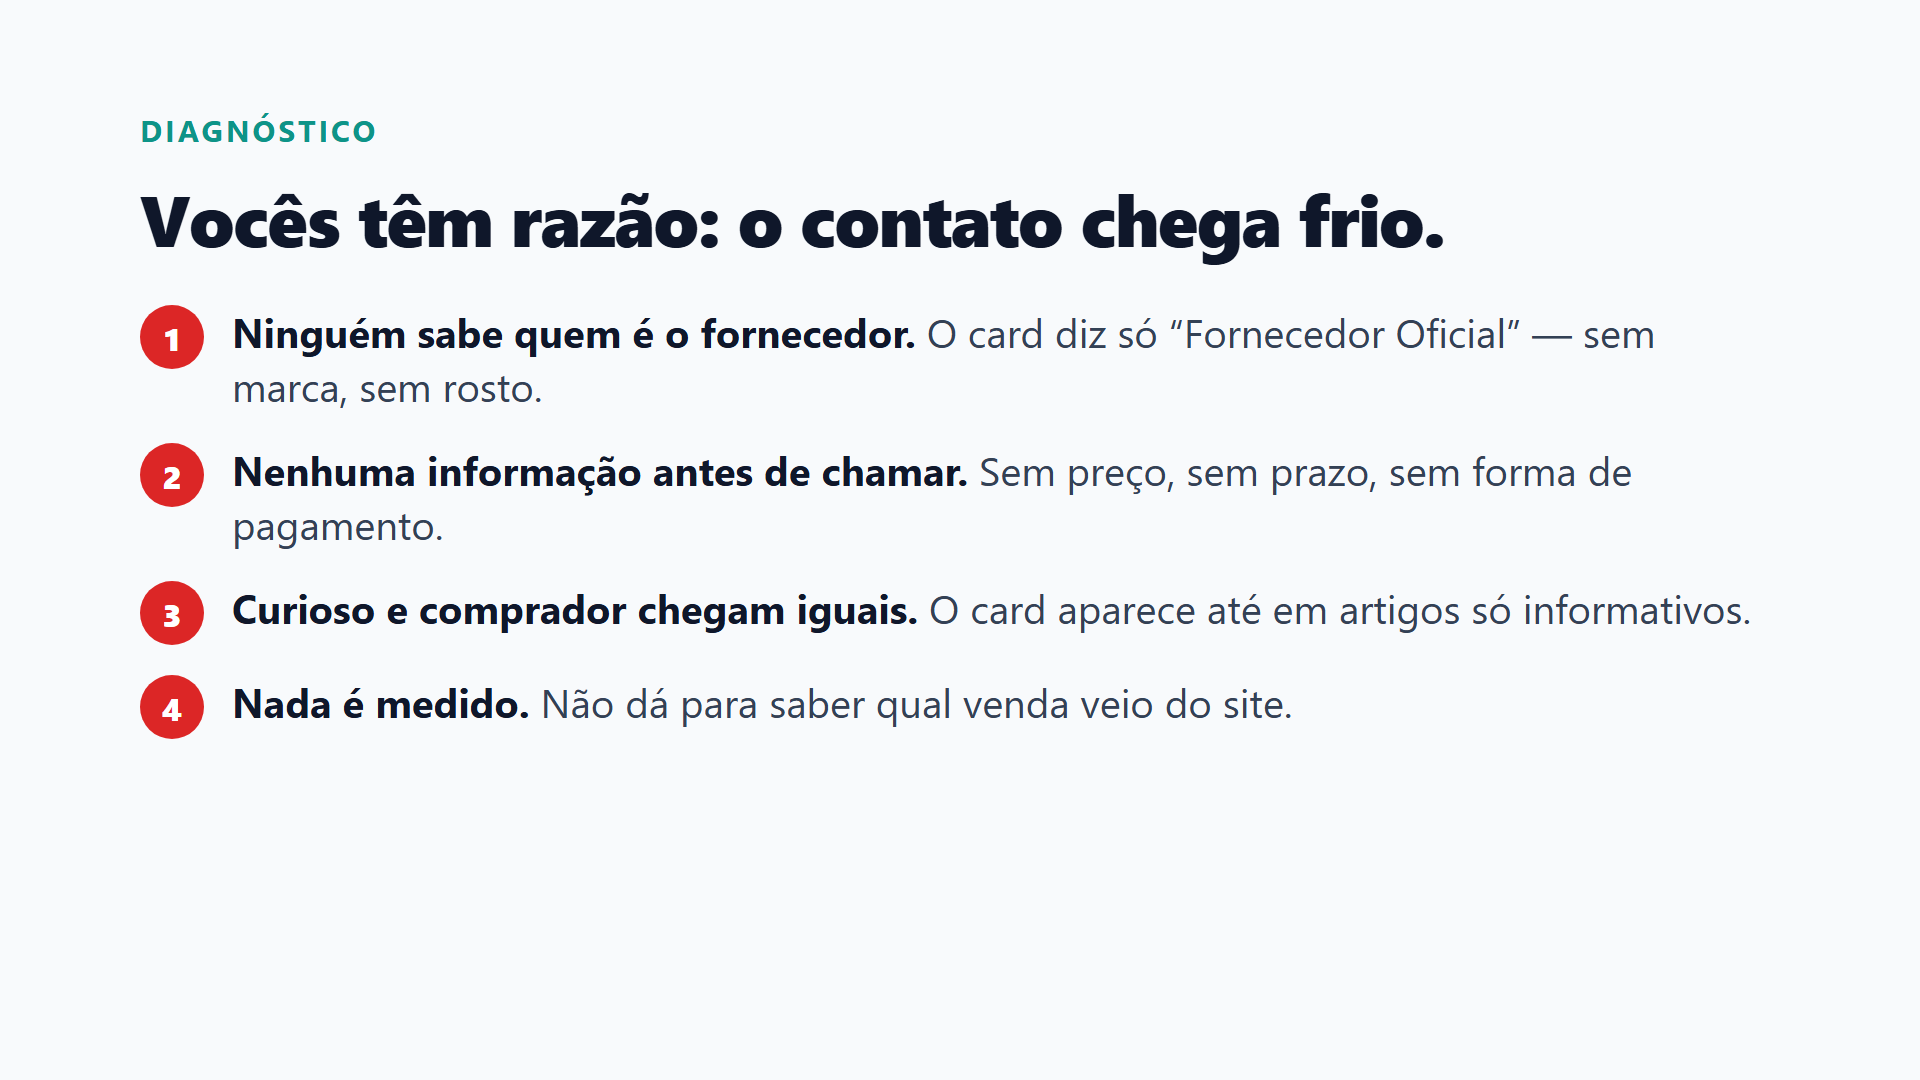 DIAGNÓSTICO
Vocês têm razão: o contato chega frio.
1 Ninguém sabe quem é o fornecedor. O card diz só “Fornecedor Oficial” — sem
marca, sem rosto.
2 Nenhuma informação antes de chamar. Sem preço, sem prazo, sem forma de
pagamento.
3 Curioso e comprador chegam iguais. O card aparece até em artigos só informativos.
4 Nada é medido. Não dá para saber qual venda veio do site.